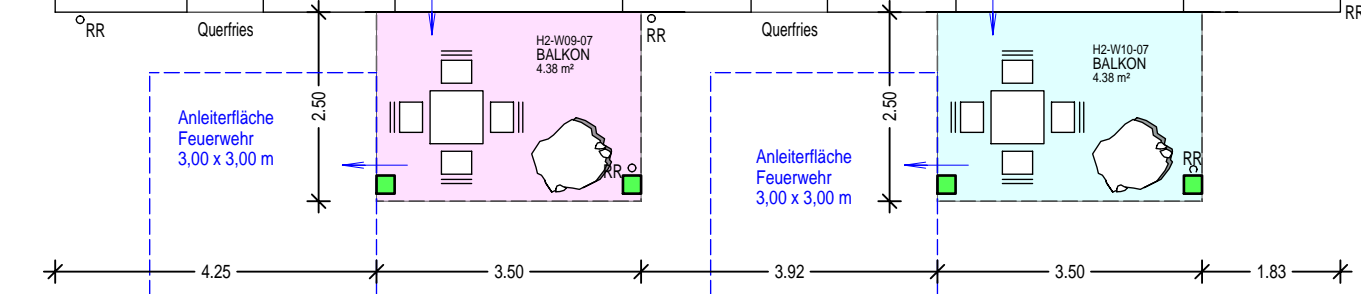 RR
Querfries
2.50
H2-W09-07
BALKON
4.38 m²
RR
Querfries
2.50
H2-W10-07
BALKON
4.38 m²
RR
Anleiterfläche
Feuerwehr
3,00 x 3,00 m
RR
Anleiterfläche
Feuerwehr
3,00 x 3,00 m
RR
4.25
3.50
3.92
3.50
1.83